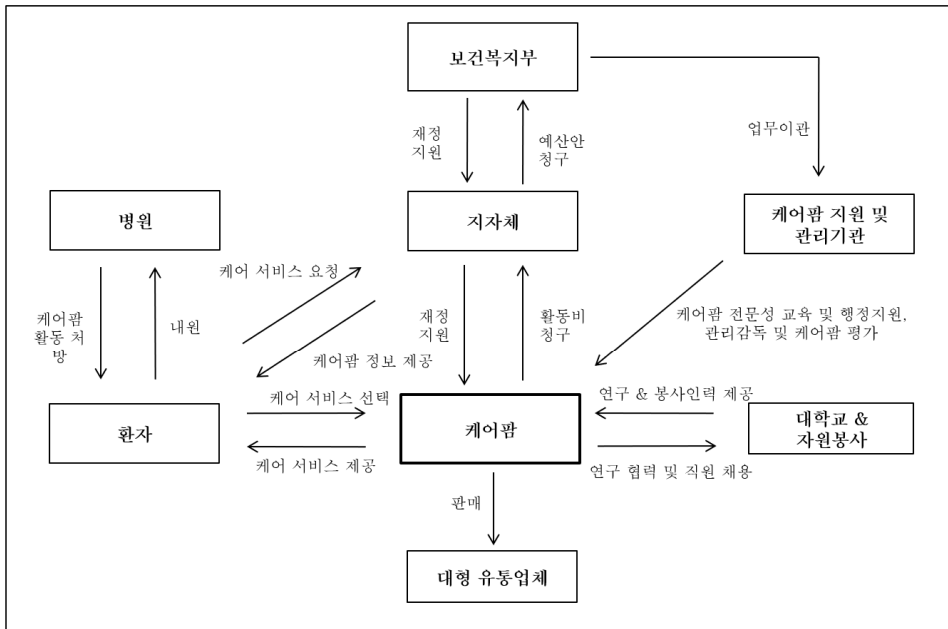 보건복지부
재정
지원
예산안
청구
업무이관
병원
지자체
케어팜 지원 및
관리기관
케어 서비스 요청
케어팜
활동 처
방
내원
재정
지원
활동비
청구
케어팜 전문성 교육 및 행정지원,
관리감독 및 케어팜 평가
케어팜 정보 제공
케어 서비스 선택
연구 & 봉사인력 제공
환자
케어팜
대학교 &
자원봉사
케어 서비스 제공
연구 협력 및 직원 채용
판매
대형 유통업체